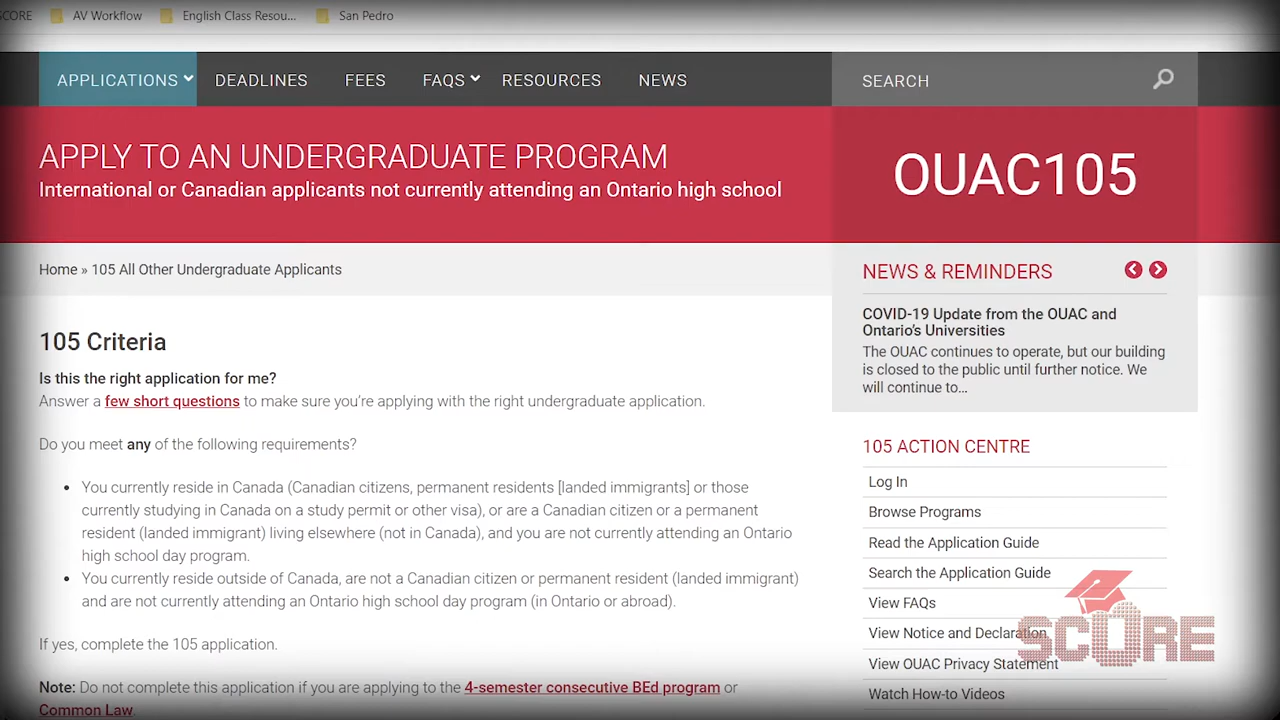 SCORE
AV Workflow
English Class Resou...
San Pedro
APPLICATIONS
DEADLINES
FEES
FAQS
RESOURCES
NEWS
SEARCH
APPLY TO AN UNDERGRADUATE PROGRAM
International or Canadian applicants not currently attending an Ontario high school
OUAC105
Home » 105 All Other Undergraduate Applicants
105 Criteria
Is this the right application for me?
Answer a few short questions to make sure you're applying with the right undergraduate application.
Do you meet any of the following requirements?
• You currently reside in Canada (Canadian citizens, permanent residents [landed immigrants] or those
currently studying in Canada on a study permit or other visa), or are a Canadian citizen or a permanent
resident (landed immigrant) living elsewhere (not in Canada), and you are not currently attending an Ontario
high school day program.
• You currently reside outside of Canada, are not a Canadian citizen or permanent resident (landed immigrant)
and are not currently attending an Ontario high school day program (in Ontario or abroad).
If yes, complete the 105 application.
Note: Do not complete this application if you are applying to the 4-semester consecutive BEd program or
Common Law.
NEWS & REMINDERS
COVID-19 Update from the OUAC and
Ontario's Universities
The OUAC continues to operate, but our building
is closed to the public until further notice. We
will continue to...
105 ACTION CENTRE
Log In
Browse Programs
Read the Application Guide
Search the Application Guide
View FAQs
View Notice and Declaration
View OUAC Privacy Statement
Watch How-to Videos
SCORE